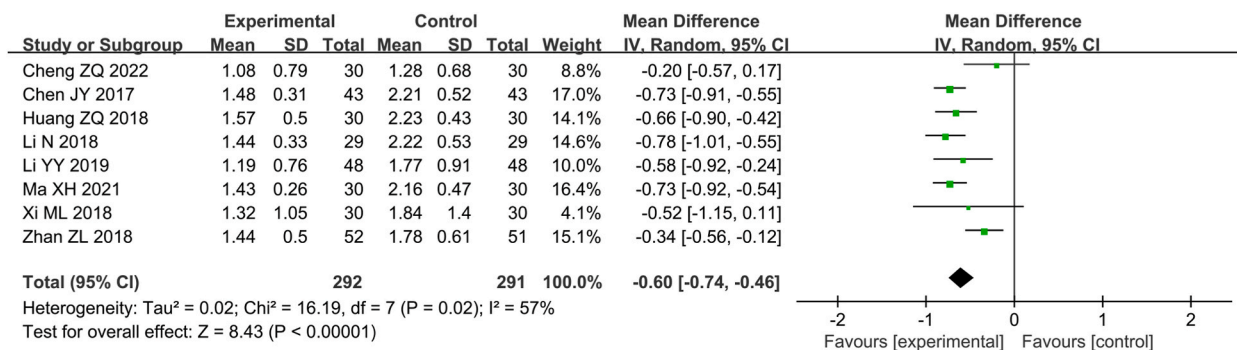 Experimental Control Mean Difference Mean Difference
Study or Subgroup Mean SD Total Mean SD Total Weight IV, Random, 95% CI IV, Random, 95% CI
Cheng ZQ 2022 1.08 0.79 30 1.28 0.68 30 8.8% -0.20 [-0.57, 0.17]
Chen JY 2017 1.48 0.31 43 2.21 0.52 43 17.0% -0.73 [-0.91, -0.55]
Huang ZQ 2018 1.57 0.5 30 2.23 0.43 30 14.1% -0.66 [-0.90, -0.42]
Li N 2018 1.44 0.33 29 2.22 0.53 29 14.6% -0.78 [-1.01, -0.55]
Li YY 2019 1.19 0.76 48 1.77 0.91 48 10.0% -0.58 [-0.92, -0.24]
Ma XH 2021 1.43 0.26 30 2.16 0.47 30 16.4% -0.73 [-0.92, -0.54]
Xi ML 2018 1.32 1.05 30 1.84 1.4 30 4.1% -0.52 [-1.15, 0.11]
Zhan ZL 2018 1.44 0.5 52 1.78 0.61 51 15.1% -0.34 [-0.56, -0.12]
Total (95% CI) 292 291 100.0% -0.60 [-0.74, -0.46]
Heterogeneity: Tau² = 0.02; Chi² = 16.19, df = 7 (P = 0.02); I² = 57%
Test for overall effect: Z = 8.43 (P < 0.00001)
-2 -1 0 1 2
Favours [experimental] Favours [control]